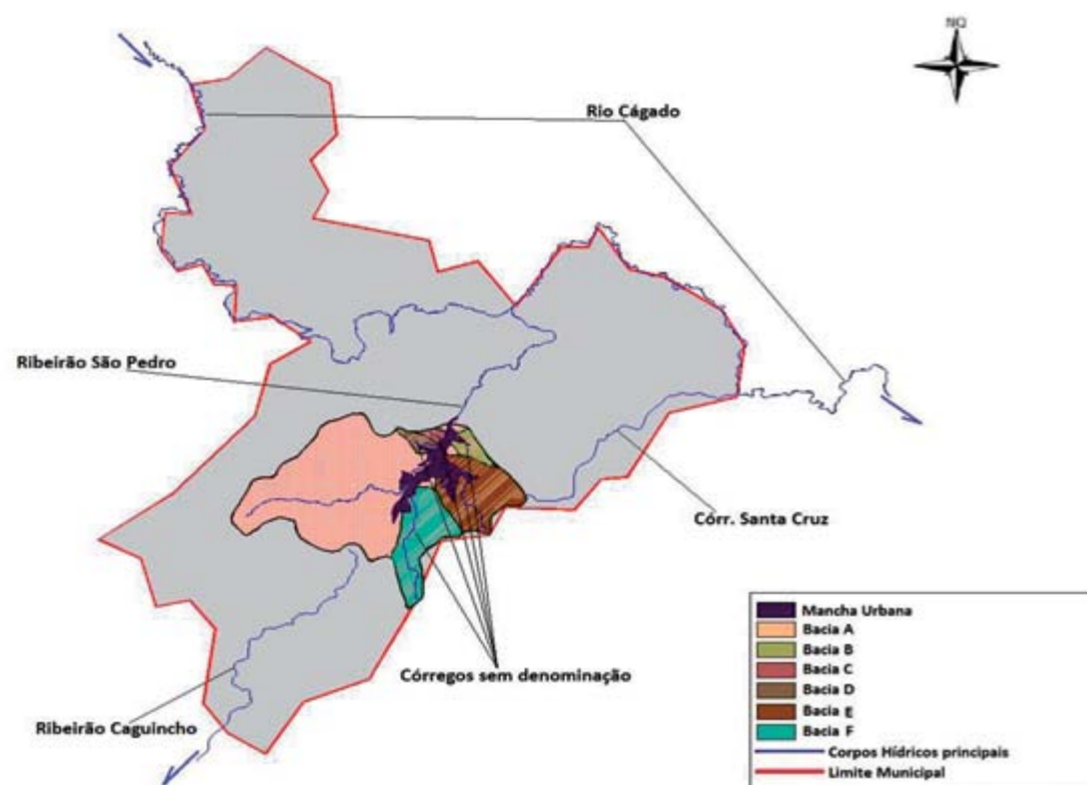 NQ
Rio Cágado
Ribeirão São Pedro
Córr. Santa Cruz
Córregos sem denominação
Ribeirão Caguincho
Mancha Urbana
Bacia A
Bacia B
Bacia C
Bacia D
Bacia E
Bacia F
Corpos Hídricos principais
Limite Municipal